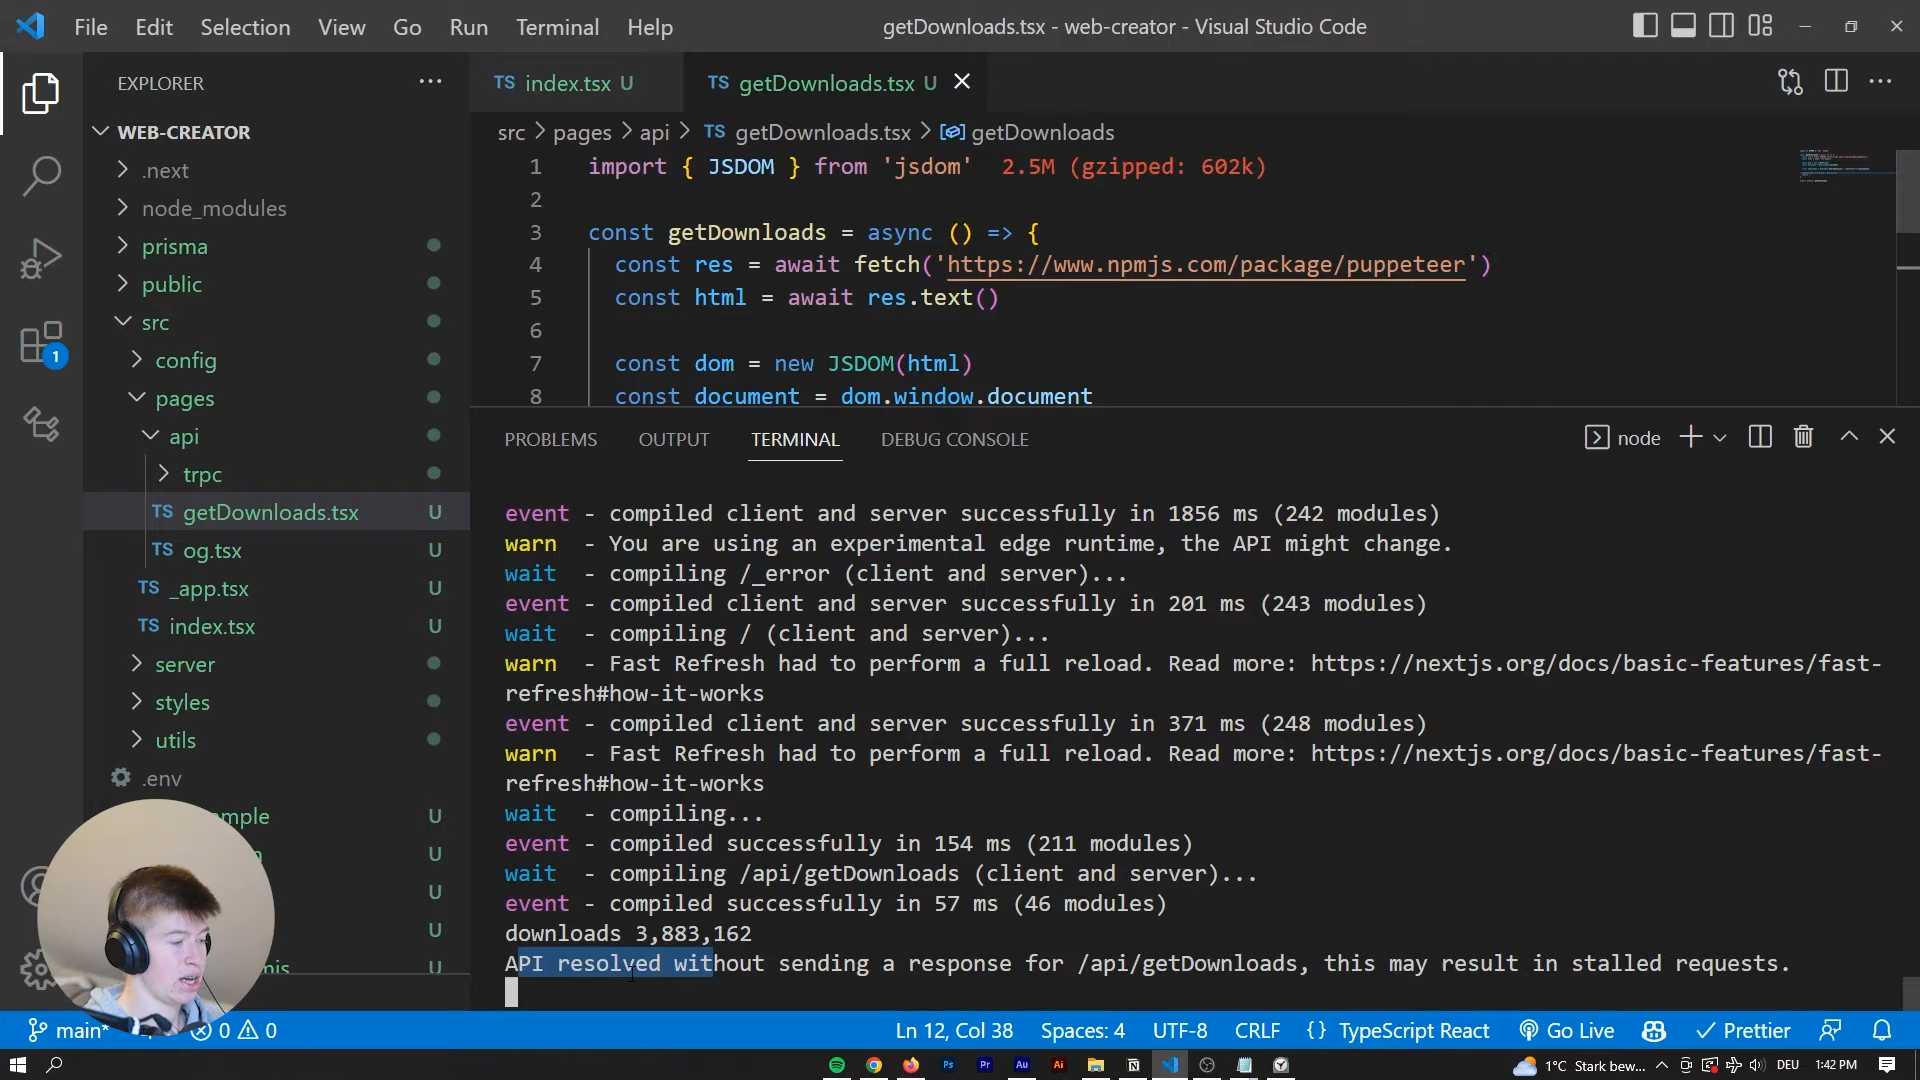 File Edit Selection View Go Run Terminal Help
getDownloads.tsx - web-creator - Visual Studio Code
EXPLORER
WEB-CREATOR
.next
node_modules
prisma
public
src
config
pages
api
trpc
getDownloads.tsx U
og.tsx U
_app.tsx U
index.tsx U
server
styles
utils
.env
mple U
U
U
U
U
1
TS index.tsx U
TS getDownloads.tsx U
src > pages > api > TS getDownloads.tsx > getDownloads
1 import { JSDOM } from 'jsdom' 2.5M (gzipped: 602k)
2
3 const getDownloads = async () => {
4 const res = await fetch('https://www.npmjs.com/package/puppeteer')
5 const html = await res.text()
6
7 const dom = new JSDOM(html)
8 const document = dom.window.document
PROBLEMS OUTPUT TERMINAL DEBUG CONSOLE
node
event - compiled client and server successfully in 1856 ms (242 modules)
warn - You are using an experimental edge runtime, the API might change.
wait - compiling /_error (client and server)...
event - compiled client and server successfully in 201 ms (243 modules)
wait - compiling / (client and server)...
warn - Fast Refresh had to perform a full reload. Read more: https://nextjs.org/docs/basic-features/fast-
refresh#how-it-works
event - compiled client and server successfully in 371 ms (248 modules)
warn - Fast Refresh had to perform a full reload. Read more: https://nextjs.org/docs/basic-features/fast-
refresh#how-it-works
wait - compiling...
event - compiled successfully in 154 ms (211 modules)
wait - compiling /api/getDownloads (client and server)...
event - compiled successfully in 57 ms (46 modules)
downloads 3,883,162
API resolved without sending a response for /api/getDownloads, this may result in stalled requests.
main* 0 0
Ln 12, Col 38 Spaces: 4 UTF-8 CRLF {} TypeScript React Go Live Prettier
Ps Pr Au Ai
1°C Stark bew... DEU 1:42 PM